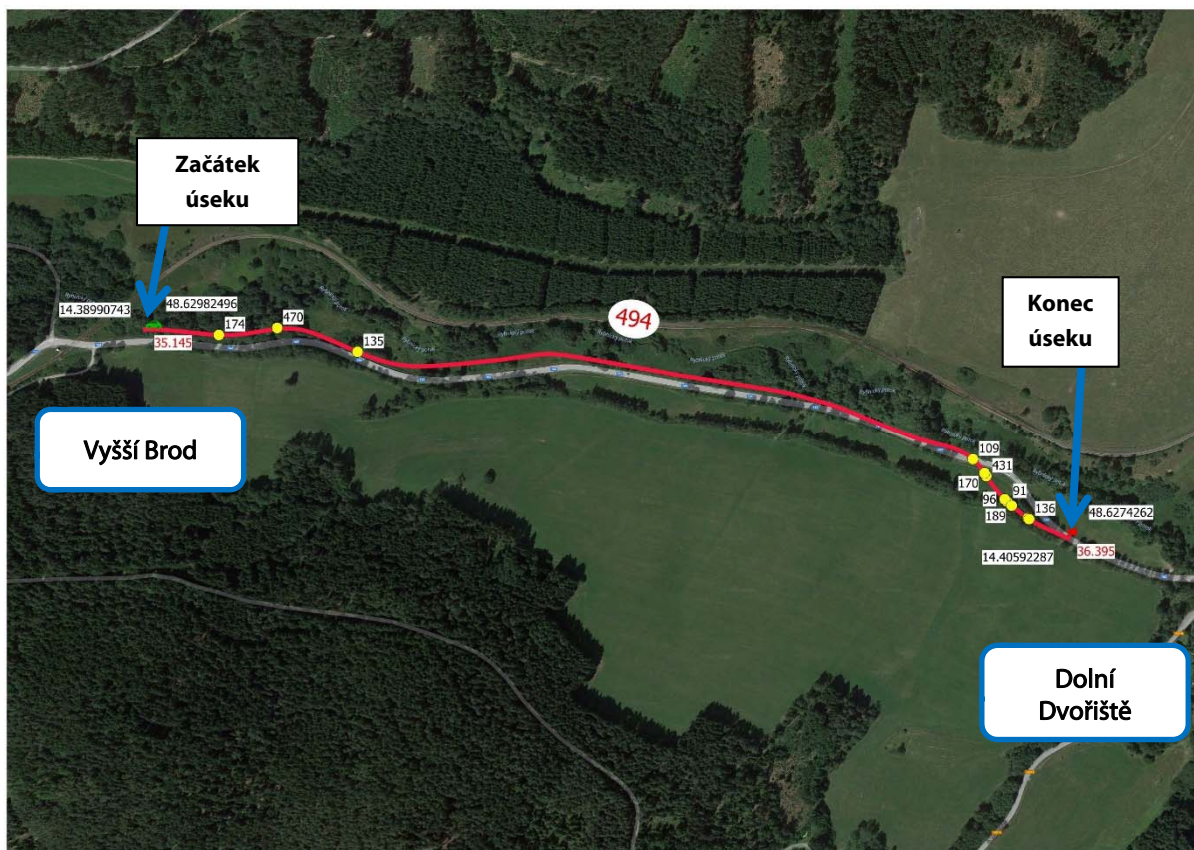 Začátek
úseku
14.38990743
48.62982496
35.145
174
470
135
494
Konec
úseku
Vyšší Brod
109
431
170
96
91
189
136
48.6274262
36.395
14.40592287
Dolní
Dvořiště